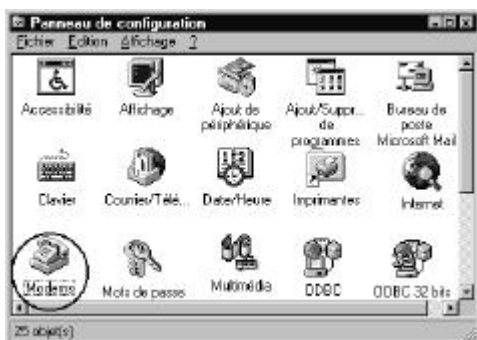 Panneau de configuration
Fichier Edition Affichage ?
Accessibilité
Affichage
Ajout de
périphérique
Ajout/Suppr...
de
programmes
Bureau de
poste
Microsoft Mail
Clavier
Courrier/Télé...
Date/Heure
Imprimantes
Internet
Modems
Mots de passe
Multimédia
ODBC
ODBC 32 bits
25 objet(s)